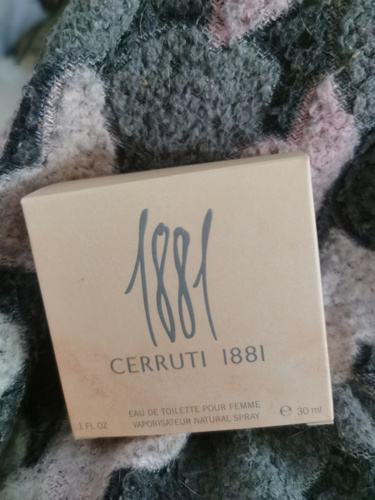 1881
CERRUTI 1881
EAU DE TOILETTE POUR FEMME
1 FL OZ VAPORISATEUR NATURAL SPRAY ℮ 30 ml